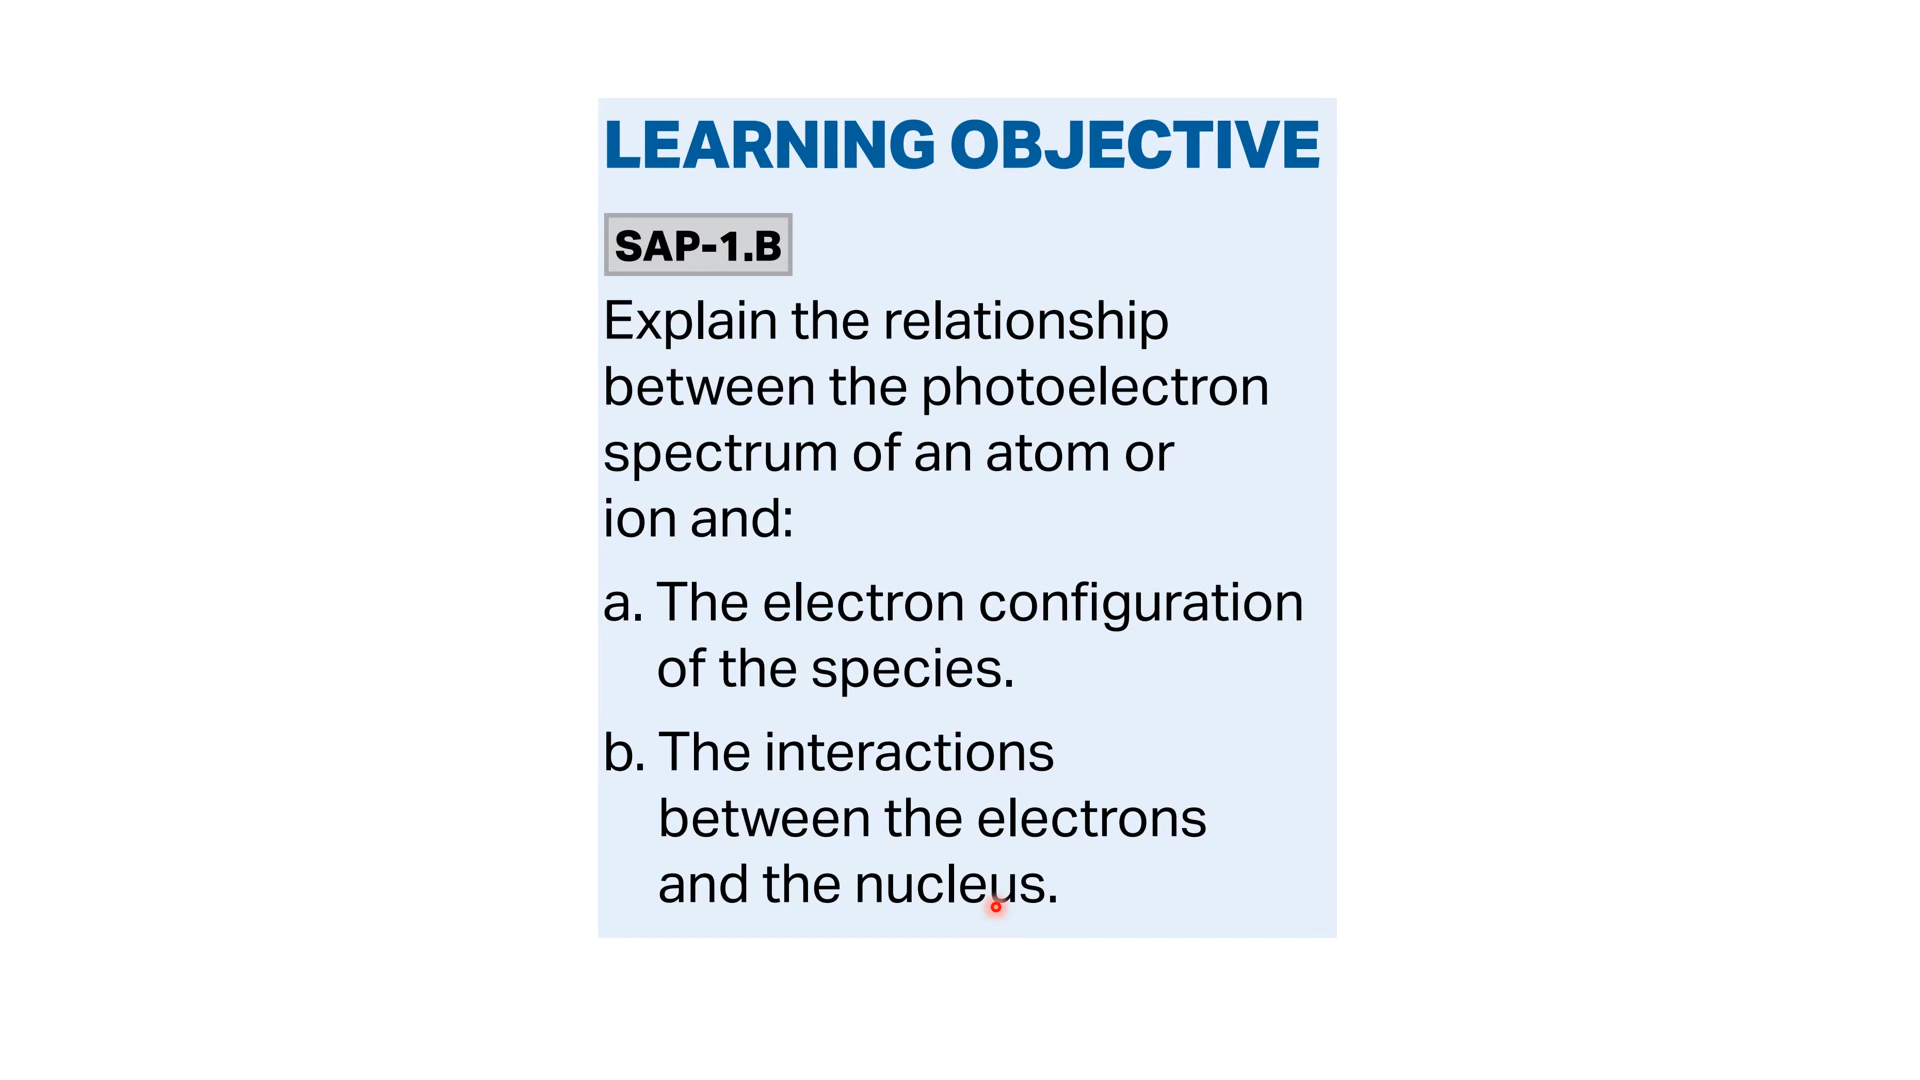 LEARNING OBJECTIVE
SAP-1.B
Explain the relationship
between the photoelectron
spectrum of an atom or
ion and:
a. The electron configuration
of the species.
b. The interactions
between the electrons
and the nucleus.